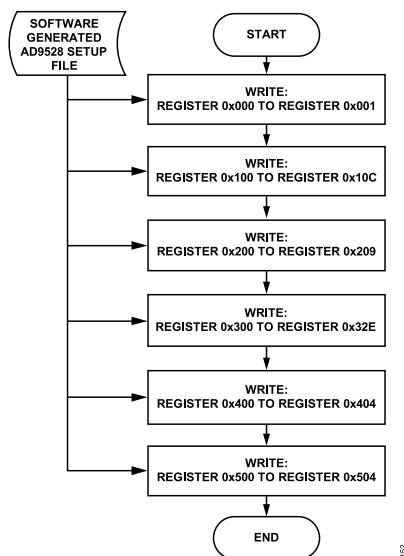 SOFTWARE
GENERATED
AD9528 SETUP
FILE
START
WRITE:
REGISTER 0x000 TO REGISTER 0x001
WRITE:
REGISTER 0x100 TO REGISTER 0x10C
WRITE:
REGISTER 0x200 TO REGISTER 0x209
WRITE:
REGISTER 0x300 TO REGISTER 0x32E
WRITE:
REGISTER 0x400 TO REGISTER 0x404
WRITE:
REGISTER 0x500 TO REGISTER 0x504
END